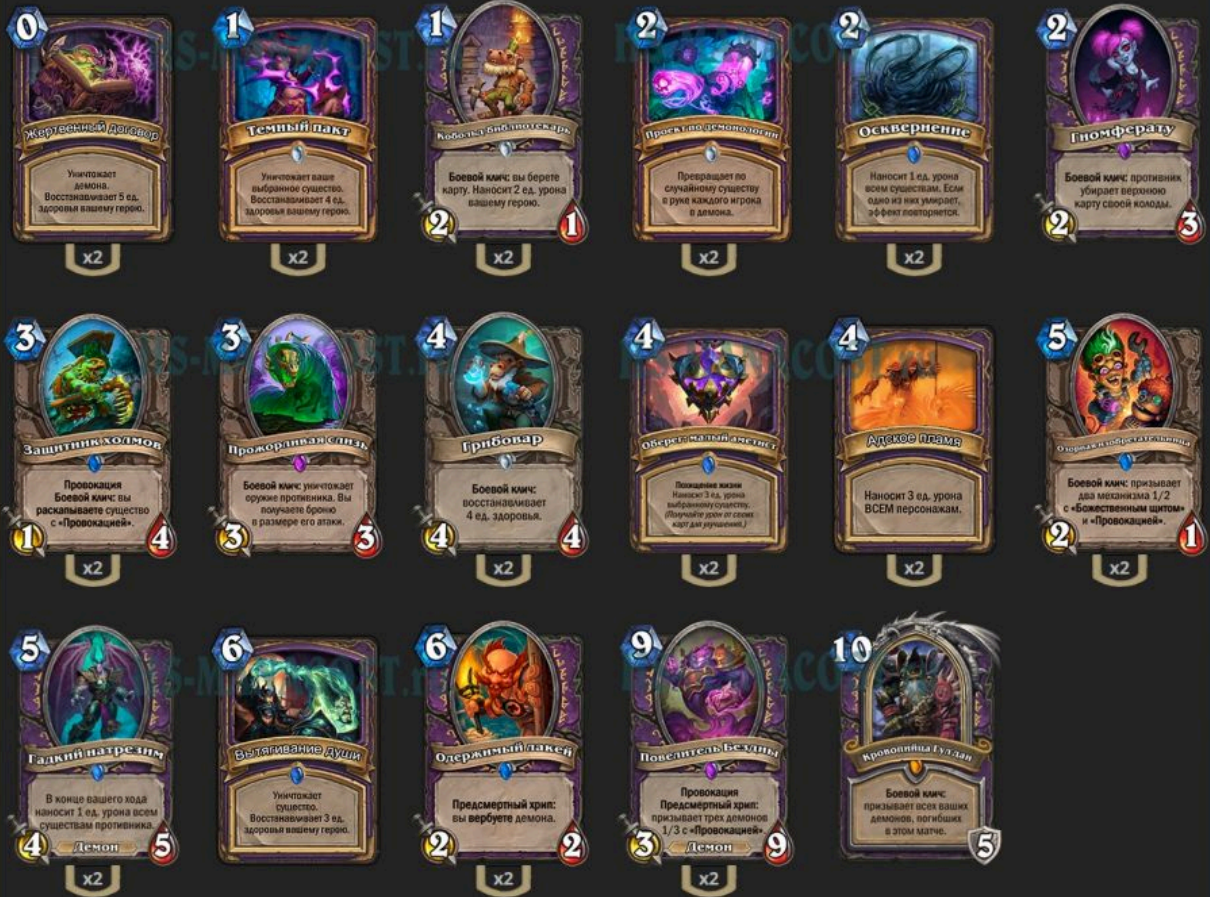 0
Жертвенный договор
Уничтожает
демона.
Восстанавливает 5 ед.
здоровья вашему герою.
x2
1
Темный пакт
Уничтожает ваше
выбранное существо.
Восстанавливает 4 ед.
здоровья вашему герою.
x2
1
Кобольд-библиотекарь
Боевой клич: вы берете
карту. Наносит 2 ед. урона
вашему герою.
2
1
x2
2
Проект по демонологии
Превращает по
случайному существу
в руке каждого игрока
в демона.
x2
2
Осквернение
Наносит 1 ед. урона
всем существам. Если
одно из них умирает,
эффект повторяется.
x2
2
Гномферату
Боевой клич: противник
убирает верхнюю
карту своей колоды.
2
3
3
Защитник холмов
Провокация
Боевой клич: вы
раскапываете существо
с «Провокацией».
1
4
x2
3
Прожорливая слизь
Боевой клич: уничтожает
оружие противника. Вы
получаете броню
в размере его атаки.
3
3
4
Грибовар
Боевой клич:
восстанавливает
4 ед. здоровья.
4
4
x2
4
Оберег: малый аметист
Похищение жизни
Наносит 3 ед. урона
выбранному существу.
(Получайте урон от своих
карт для улучшения.)
x2
4
Адское пламя
Наносит 3 ед. урона
ВСЕМ персонажам.
x2
5
Озорная изобретательница
Боевой клич: призывает
два механизма 1/2
с «Божественным щитом»
и «Провокацией».
2
1
x2
5
Гадкий натрезим
В конце вашего хода
наносит 1 ед. урона всем
существам противника.
4
Демон
5
x2
6
Вытягивание души
Уничтожает
существо.
Восстанавливает 3 ед.
здоровья вашему герою.
6
Одержимый лакей
Предсмертный хрип:
вы вербуете демона.
2
2
x2
9
Повелитель Бездны
Провокация
Предсмертный хрип:
призывает трех демонов
1/3 с «Провокацией».
3
Демон
9
x2
10
Кровопийца Гул'дан
Боевой клич:
призывает всех ваших
демонов, погибших
в этом матче.
5